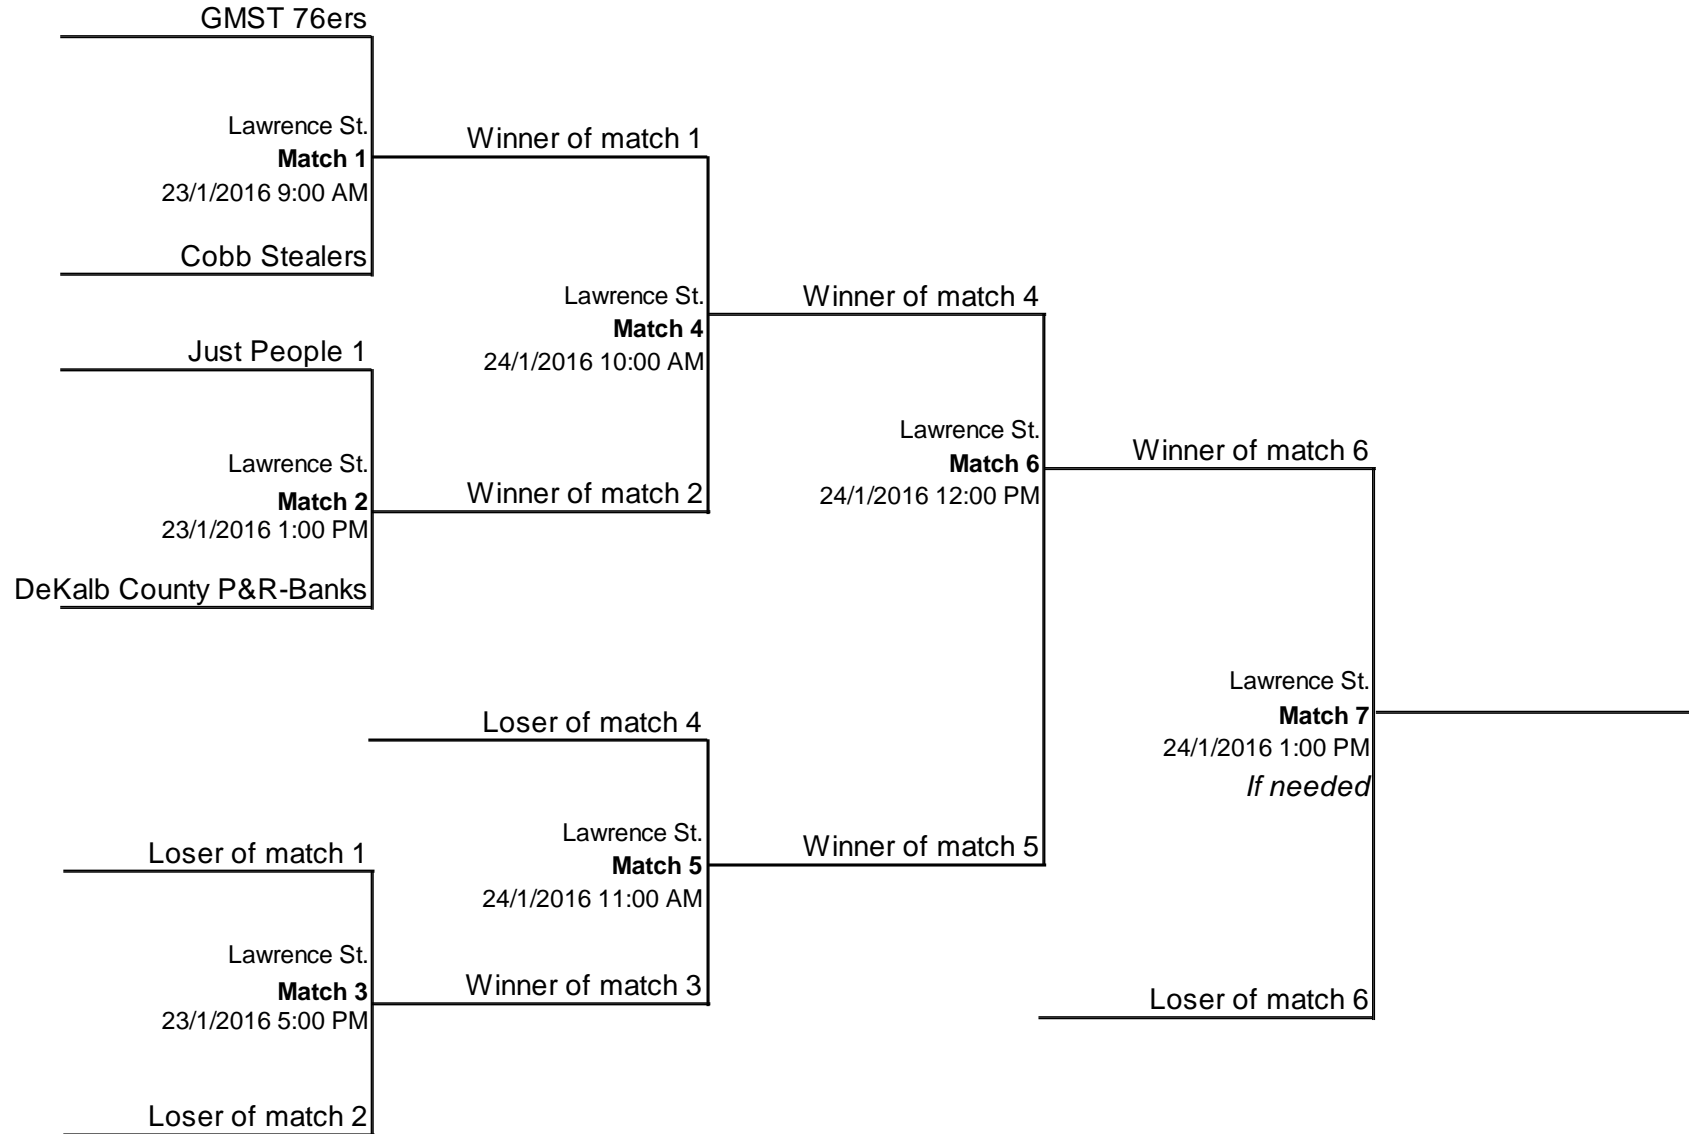 GMST 76ers
Lawrence St.
Match 1
23/1/2016 9:00 AM
Cobb Stealers
Winner of match 1
Just People 1
Lawrence St.
Match 2
23/1/2016 1:00 PM
DeKalb County P&R-Banks
Winner of match 2
Lawrence St.
Match 4
24/1/2016 10:00 AM
Winner of match 4
Lawrence St.
Match 6
24/1/2016 12:00 PM
Winner of match 6
Loser of match 4
Lawrence St.
Match 5
24/1/2016 11:00 AM
Winner of match 5
Loser of match 1
Lawrence St.
Match 3
23/1/2016 5:00 PM
Winner of match 3
Loser of match 2
Lawrence St.
Match 7
24/1/2016 1:00 PM
If needed
Loser of match 6